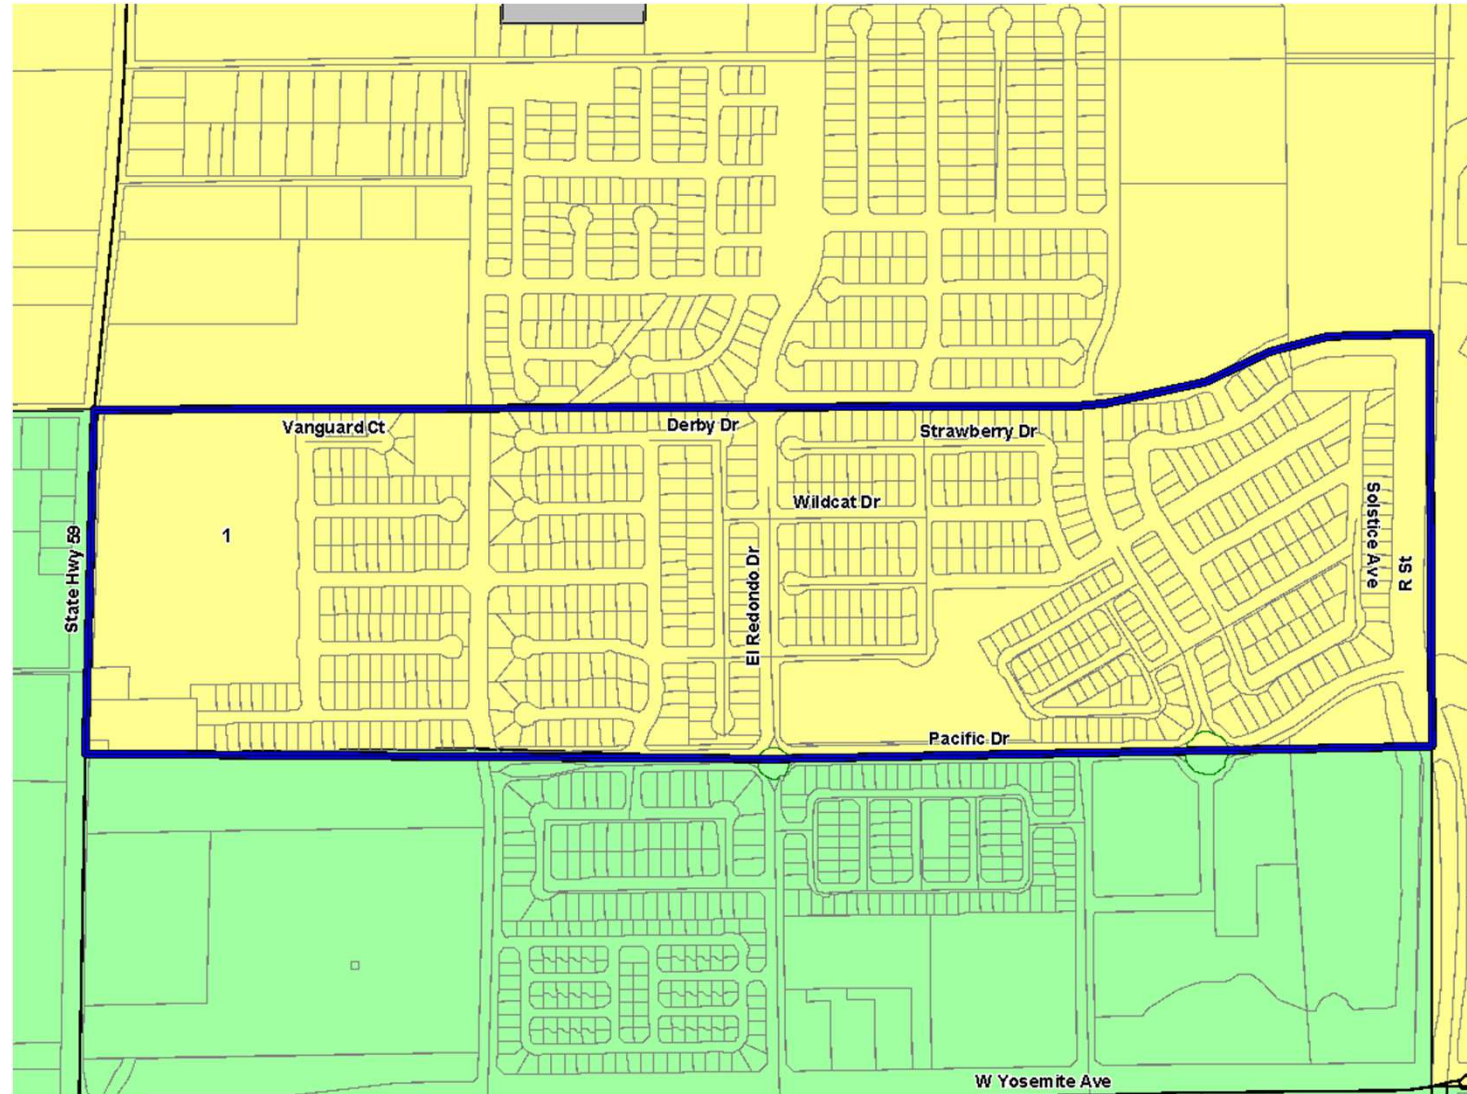 Vanguard Ct
Derby Dr
Strawberry Dr
Wildcat Dr
Solstice Ave
1
State Hwy 59
El Redondo Dr
R St
Pacific Dr
W Yosemite Ave